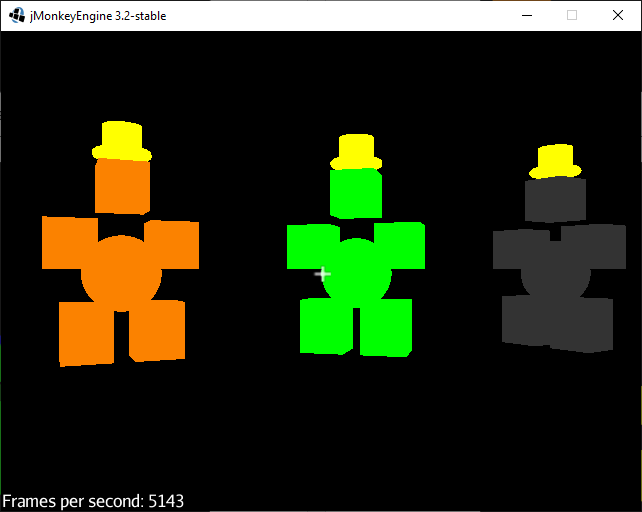 jMonkeyEngine 3.2-stable
Frames per second: 5143